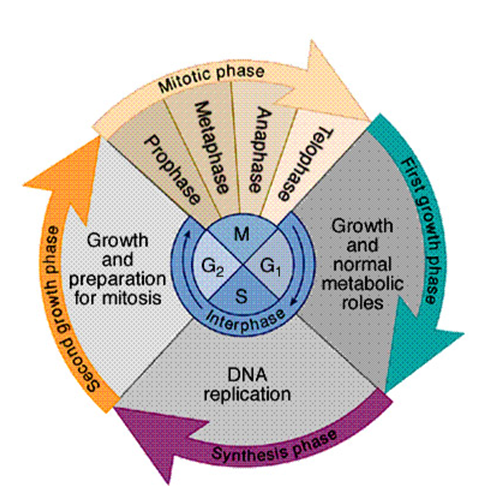 Mitotic phase
Prophase
Metaphase
Anaphase
Telophase
First growth phase
Growth
and
normal
metabolic
roles
Growth
and
preparation
for mitosis
Second growth phase
M
G2
G1
S
Interphase
DNA
replication
Synthesis phase